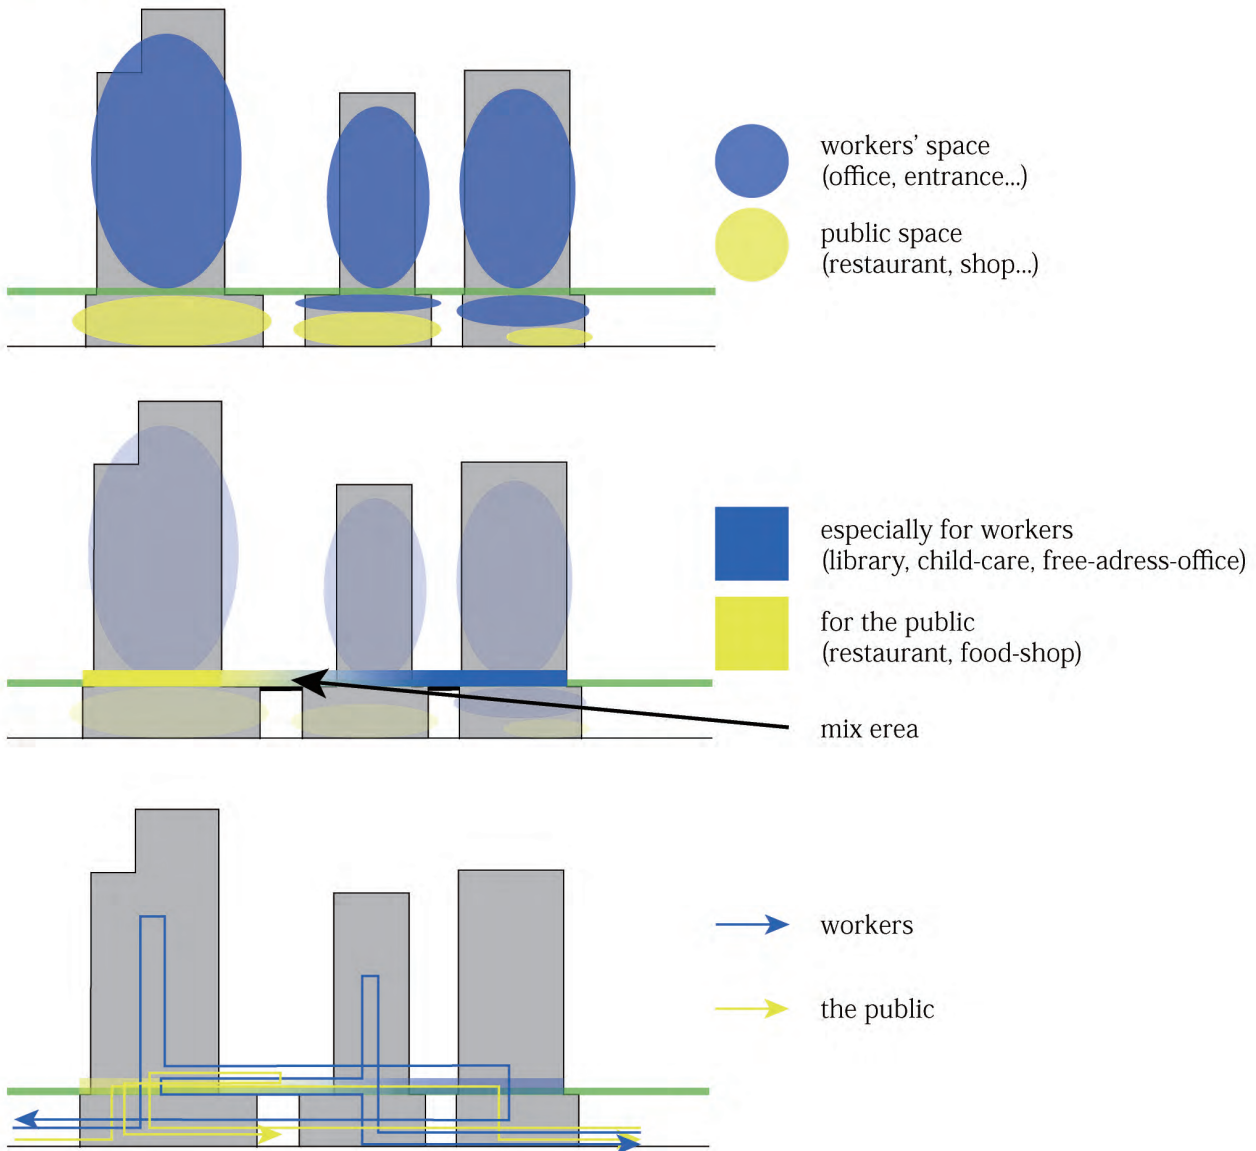 workers’ space
(office, entrance...)
public space
(restaurant, shop...)
especially for workers
(library, child-care, free-adress-office)
for the public
(restaurant, food-shop)
mix erea
workers
the public